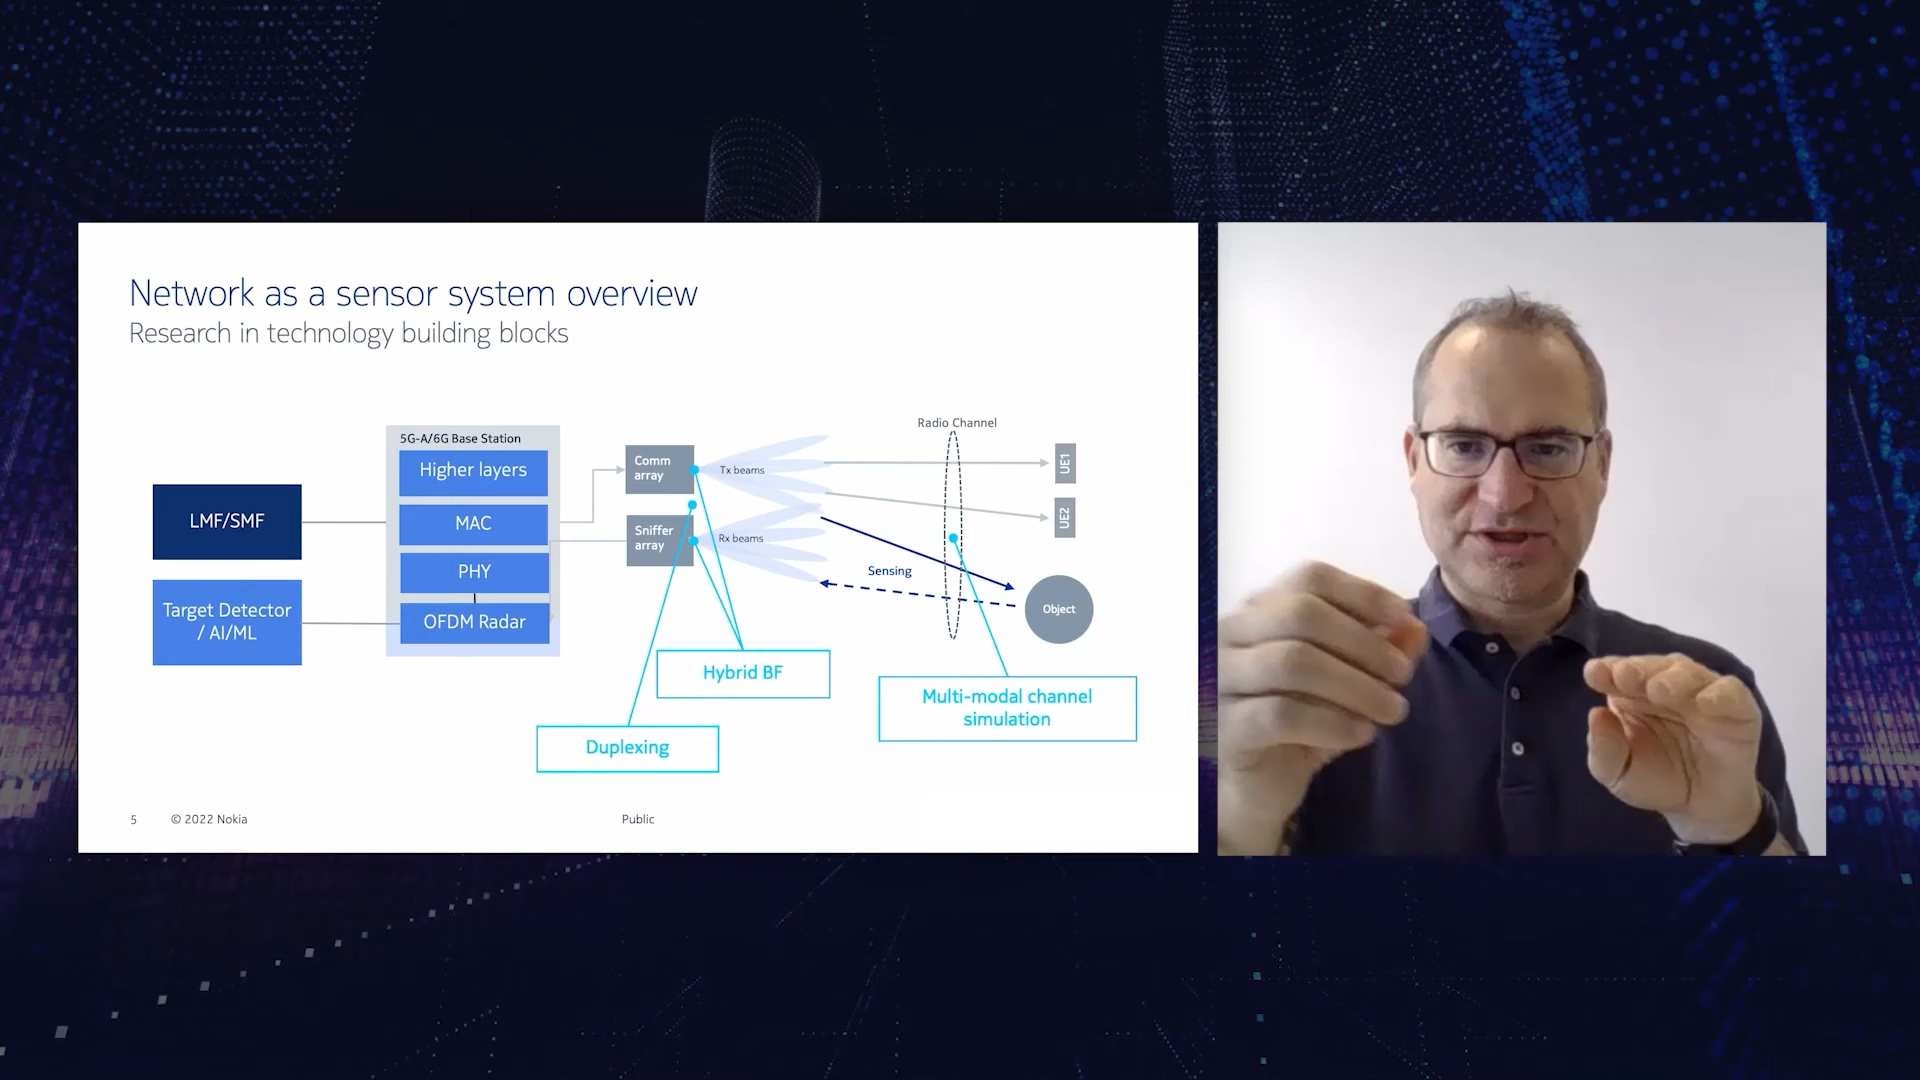 Network as a sensor system overview
Research in technology building blocks
5G-A/6G Base Station
Higher layers
MAC
PHY
OFDM Radar
LMF/SMF
Target Detector
/ AI/ML
Comm
array
Sniffer
array
Tx beams
Rx beams
Radio Channel
UE1
UE2
Sensing
Object
Hybrid BF
Duplexing
Multi-modal channel
simulation
5
© 2022 Nokia
Public